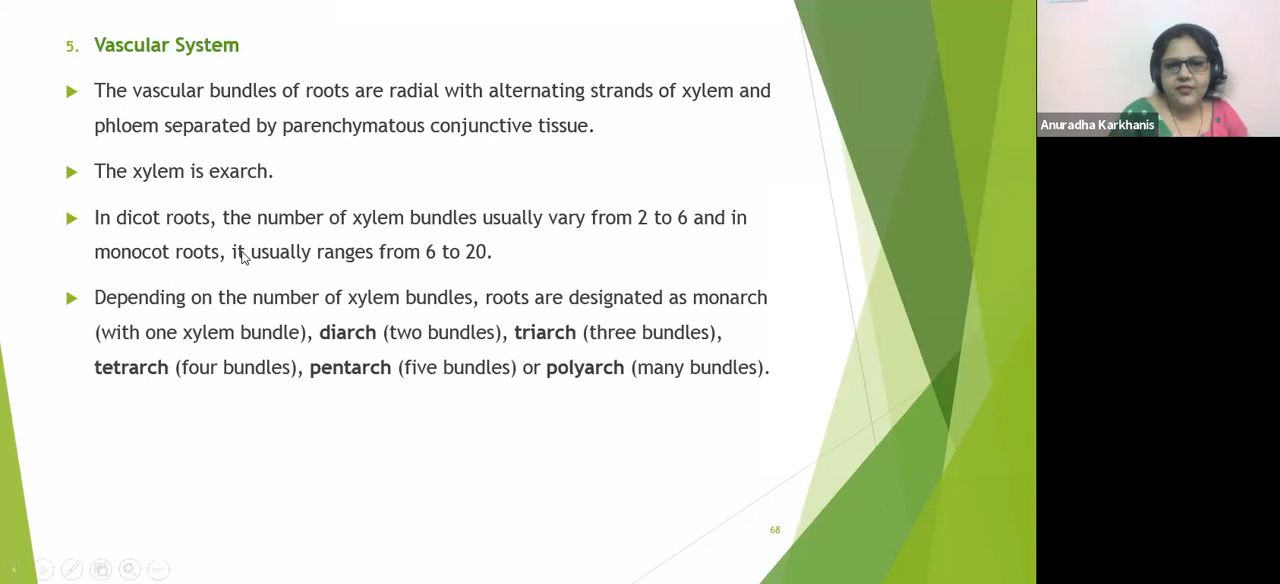 5. Vascular System
The vascular bundles of roots are radial with alternating strands of xylem and
phloem separated by parenchymatous conjunctive tissue.
The xylem is exarch.
In dicot roots, the number of xylem bundles usually vary from 2 to 6 and in
monocot roots, it usually ranges from 6 to 20.
Depending on the number of xylem bundles, roots are designated as monarch
(with one xylem bundle), diarch (two bundles), triarch (three bundles),
tetrarch (four bundles), pentarch (five bundles) or polyarch (many bundles).
68
Anuradha Karkhanis